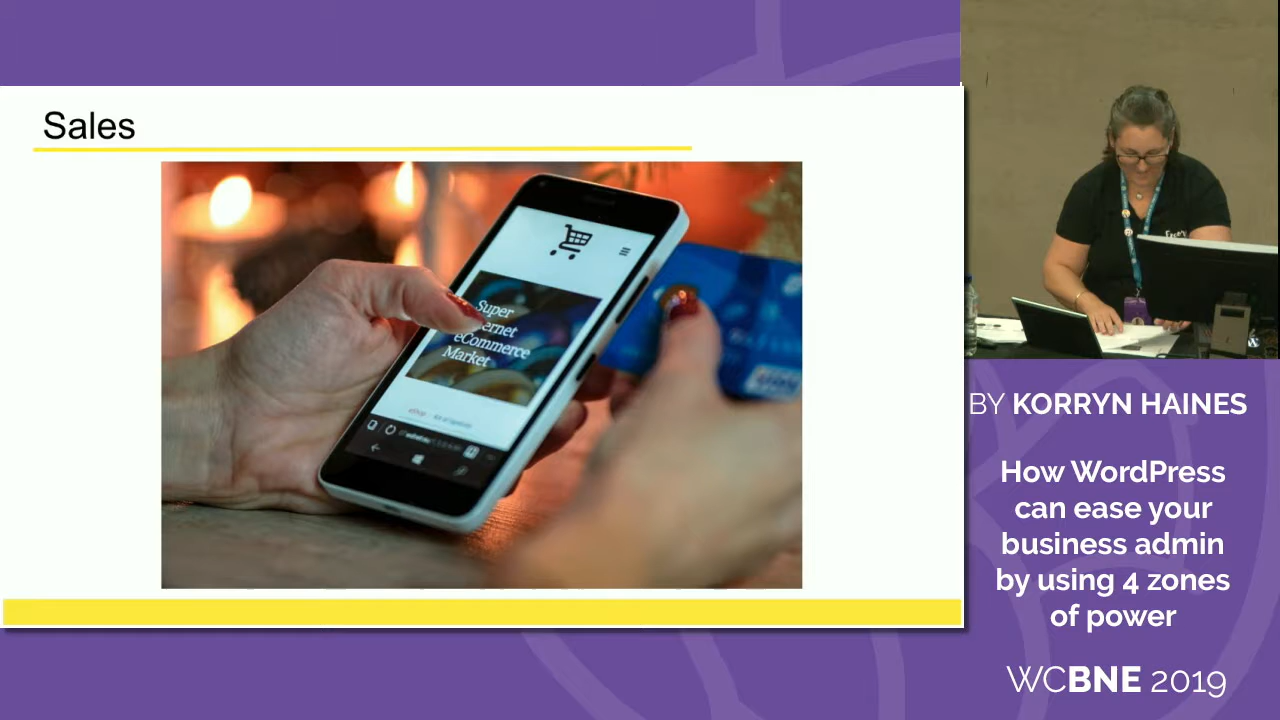 Sales
Super
ernet
eCommerce
Market
BY KORRYN HAINES
How WordPress
can ease your
business admin
by using 4 zones
of power
WCBNE 2019